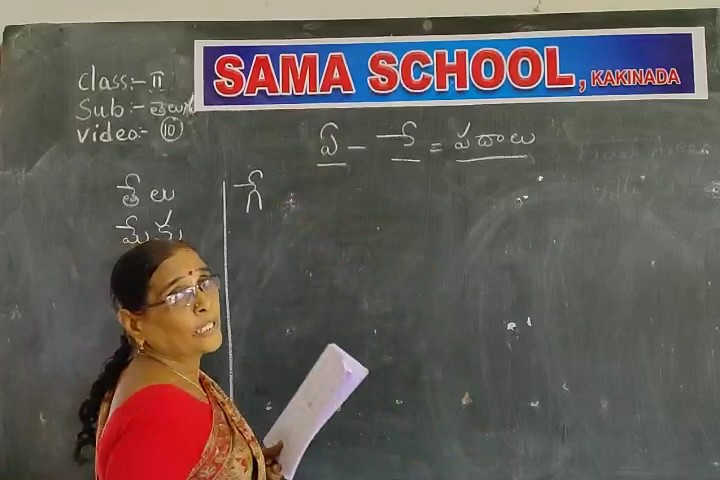 SAMA SCHOOL, KAKINADA
Class:- II
Sub:- తెలుగు
Video:- 10
ఏ - = పదాలు
తేలు
మేకు
గే